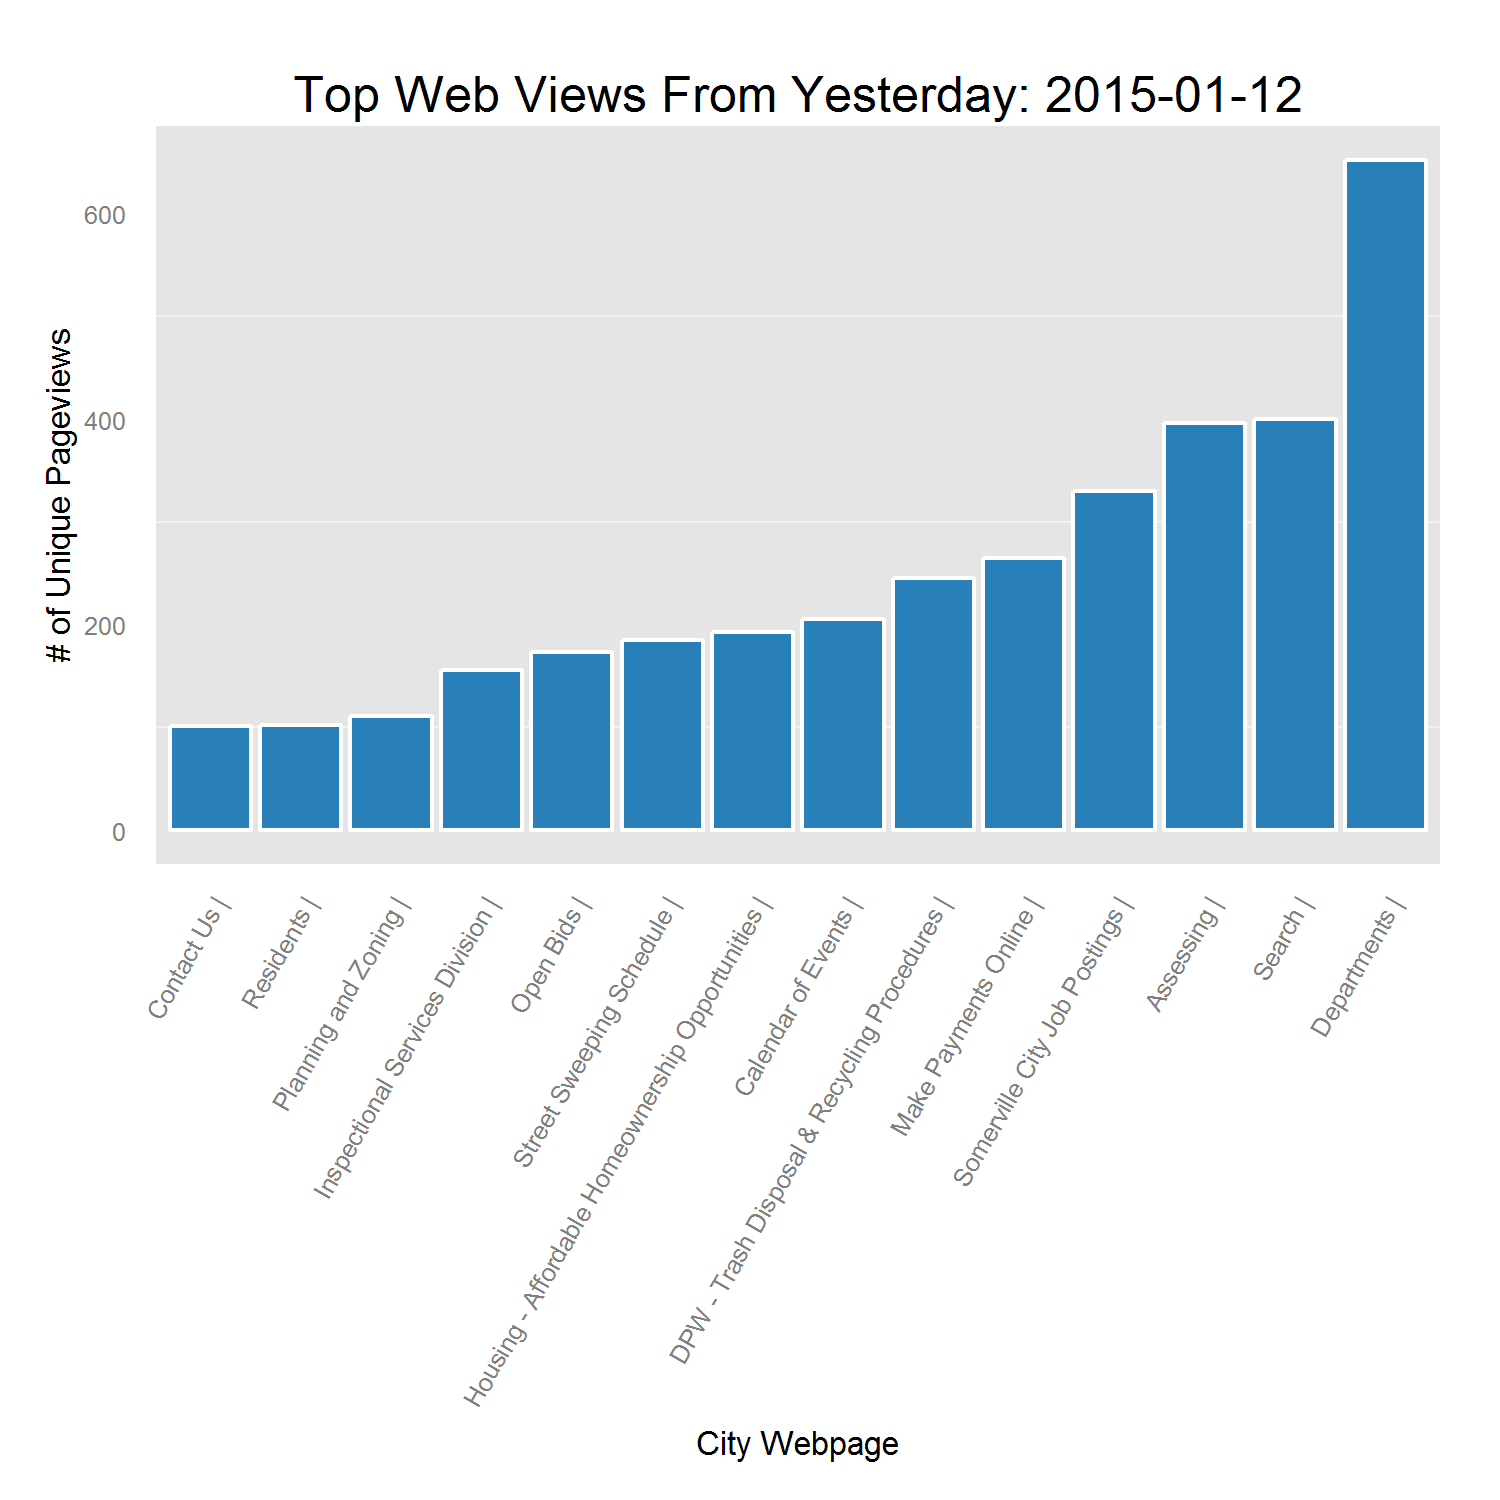 Top Web Views From Yesterday: 2015-01-12
# of Unique Pageviews
600
400
200
0
Contact Us |
Residents |
Planning and Zoning |
Inspectional Services Division |
Open Bids |
Street Sweeping Schedule |
Housing - Affordable Homeownership Opportunities |
Calendar of Events |
DPW - Trash Disposal & Recycling Procedures |
Make Payments Online |
Somerville City Job Postings |
Assessing |
Search |
Departments |
City Webpage